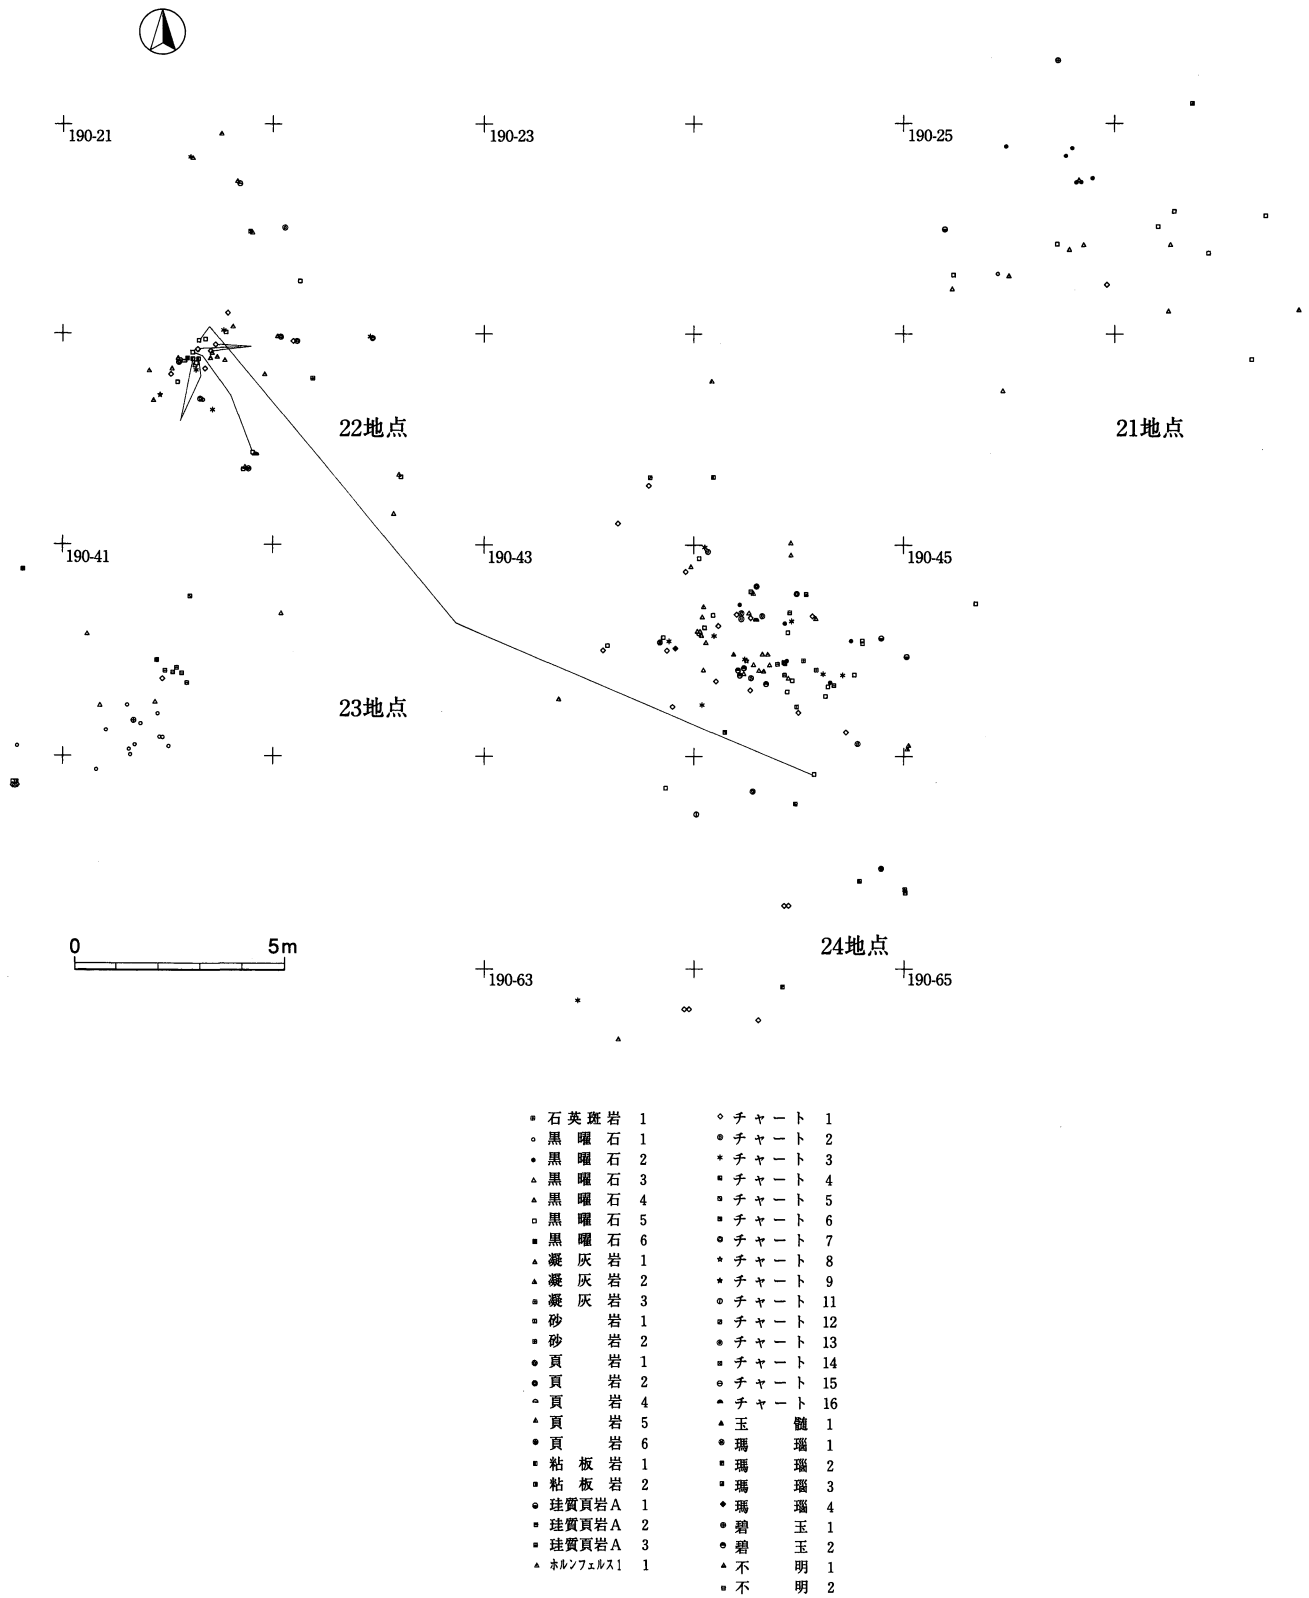 190-21
190-23
190-25
22地点
21地点
190-41
190-43
190-45
23地点
0 5m
24地点
190-63
190-65
石英斑岩 1
黒曜石 1
黒曜石 2
黒曜石 3
黒曜石 4
黒曜石 5
黒曜石 6
凝灰岩 1
凝灰岩 2
凝灰岩 3
砂岩 1
砂岩 2
頁岩 1
頁岩 2
頁岩 4
頁岩 5
頁岩 6
粘板岩 1
粘板岩 2
珪質頁岩A 1
珪質頁岩A 2
珪質頁岩A 3
ホルンフェルス1 1
チャート 1
チャート 2
チャート 3
チャート 4
チャート 5
チャート 6
チャート 7
チャート 8
チャート 9
チャート 11
チャート 12
チャート 13
チャート 14
チャート 15
チャート 16
玉髄 1
瑪瑙 1
瑪瑙 2
瑪瑙 3
瑪瑙 4
碧玉 1
碧玉 2
不明 1
不明 2